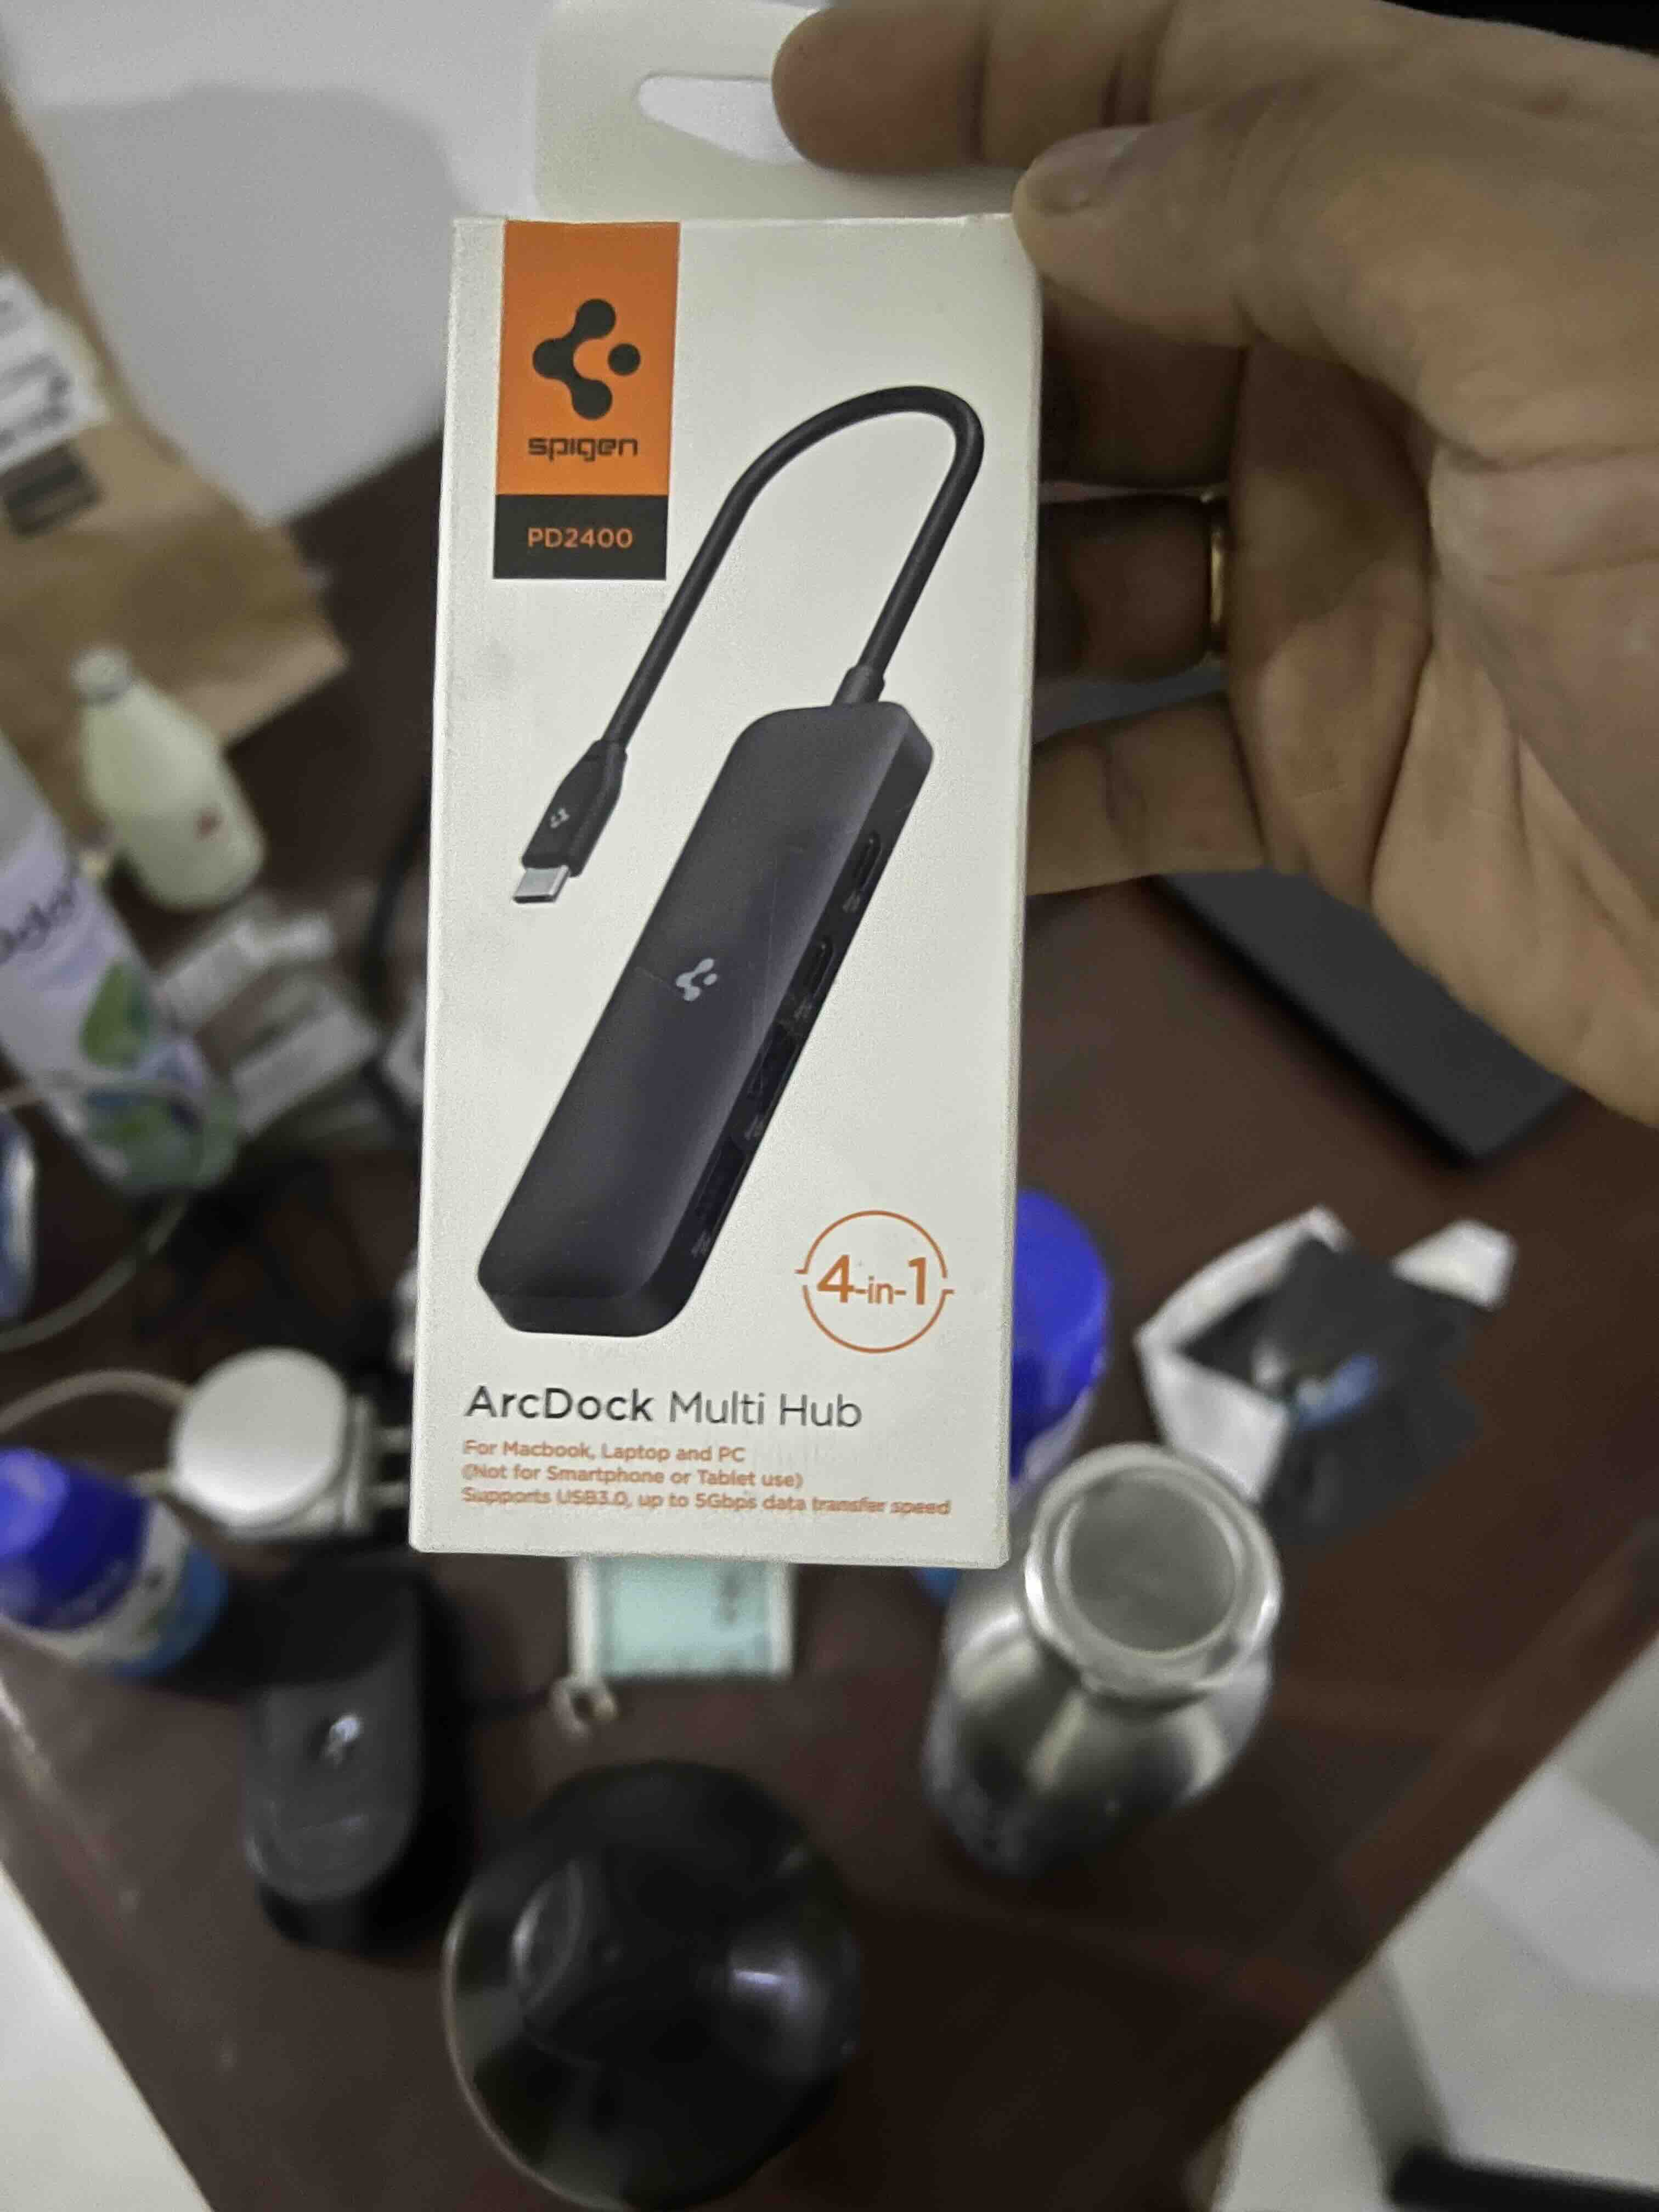 spigen
PD2400
4-in-1
ArcDock Multi Hub
For Macbook, Laptop and PC
(Not for Smartphone or Tablet use)
Supports USB3.0, up to 5Gbps data transfer speed